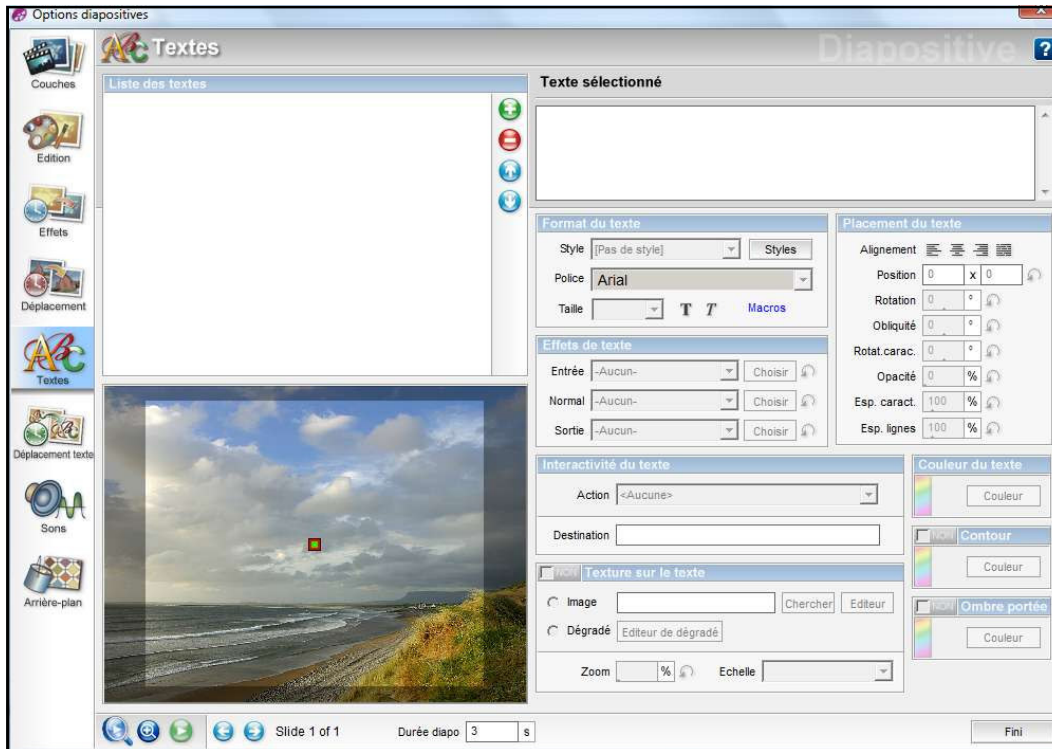 Options diapositives
Textes
Diapositive
?
Couches
Edition
Effets
Déplacement
ABC
Textes
Déplacement texte
Sons
Arrière-plan
Liste des textes
Texte sélectionné
Format du texte
Style [Pas de style] Styles
Police Arial
Taille T T Macros
Effets de texte
Entrée -Aucun- Choisir
Normal -Aucun- Choisir
Sortie -Aucun- Choisir
Placement du texte
Alignement
Position 0 x 0
Rotation 0 °
Obliquité 0 °
Rotat.carac. 0 °
Opacité 0 %
Esp. caract. 100 %
Esp. lignes 100 %
Interactivité du texte
Action <Aucune>
Destination
NON Texture sur le texte
Image Chercher Editeur
Dégradé Editeur de dégradé
Zoom % Echelle
Couleur du texte
Couleur
NON Contour
Couleur
NON Ombre portée
Couleur
Slide 1 of 1 Durée diapo 3 s
Fini